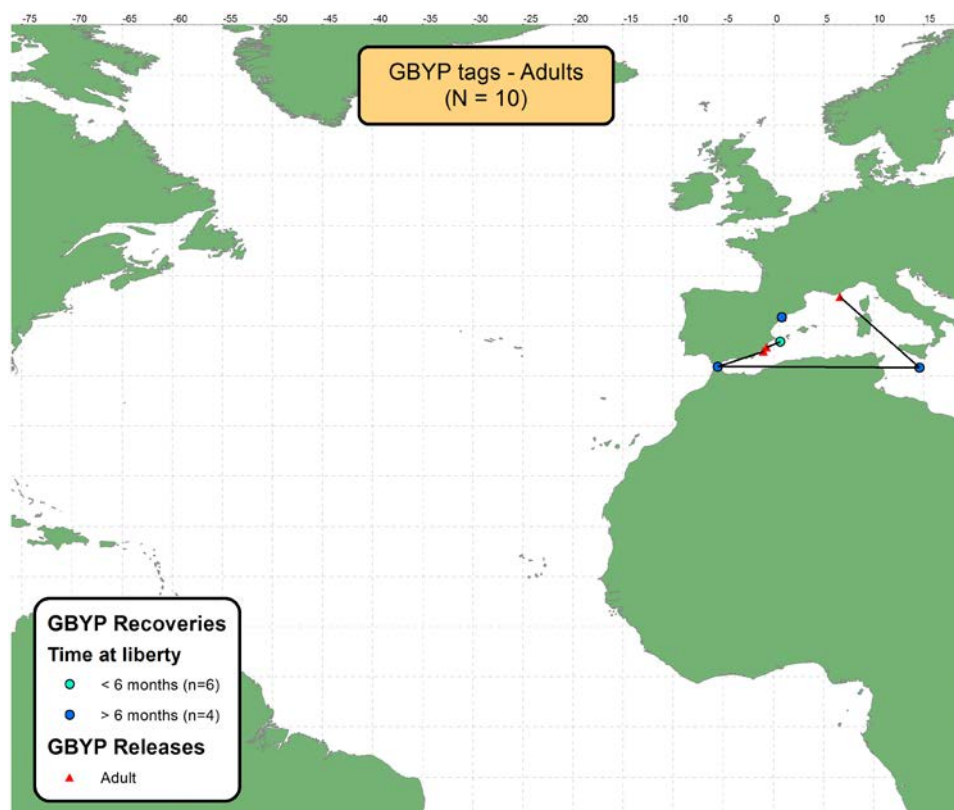 -75 -70 -65 -60 -55 -50 -45 -40 -35 -30 -25 -20 -15 -10 -5 0 5 10 15
GBYP tags - Adults
(N = 10)
GBYP Recoveries
Time at liberty
< 6 months (n=6)
> 6 months (n=4)
GBYP Releases
Adult